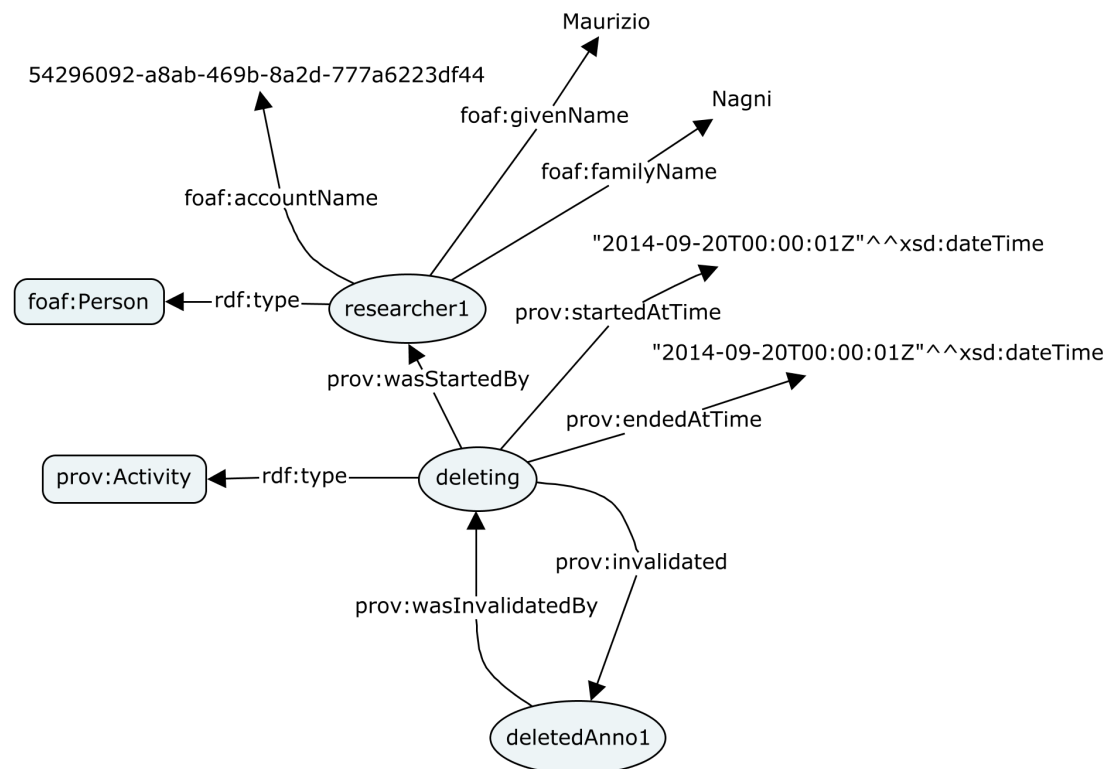 Maurizio
54296092-a8ab-469b-8a2d-777a6223df44
Nagni
foaf:givenName
foaf:familyName
foaf:accountName
"2014-09-20T00:00:01Z"^^xsd:dateTime
foaf:Person
rdf:type
researcher1
prov:startedAtTime
"2014-09-20T00:00:01Z"^^xsd:dateTime
prov:wasStartedBy
prov:endedAtTime
prov:Activity
rdf:type
deleting
prov:invalidated
prov:wasInvalidatedBy
deletedAnno1